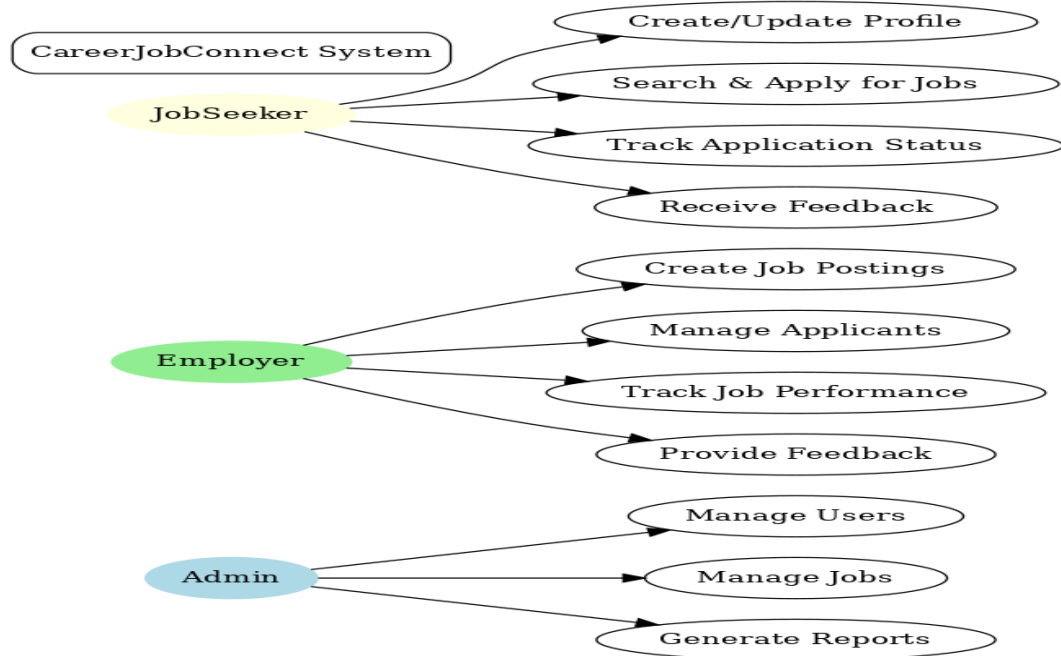 CareerJobConnect System
JobSeeker
Create/Update Profile
Search & Apply for Jobs
Track Application Status
Receive Feedback
Employer
Create Job Postings
Manage Applicants
Track Job Performance
Provide Feedback
Admin
Manage Users
Manage Jobs
Generate Reports